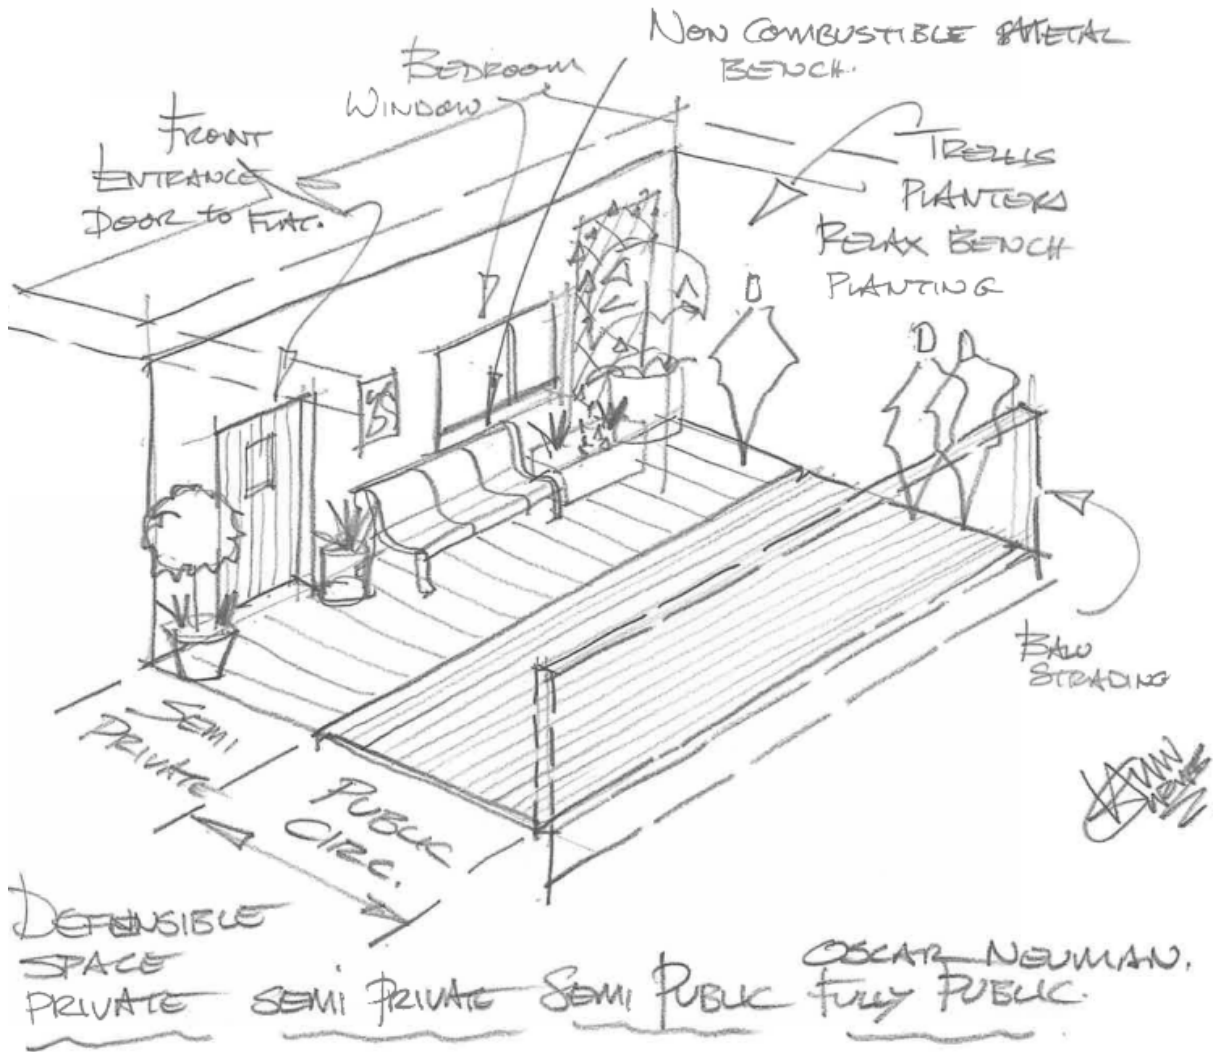 NON COMBUSTIBLE METAL
BENCH.
BEDROOM
WINDOW
FRONT
ENTRANCE
DOOR to FLAT.
TRELLIS
PLANTERS
RELAX BENCH
PLANTING
BALU
STRADING
SEMI
PRIVATE
PUBLIC
CIRC.
DEFENSIBLE
SPACE
OSCAR NEWMAN.
PRIVATE SEMI PRIVATE SEMI PUBLIC FULLY PUBLIC.